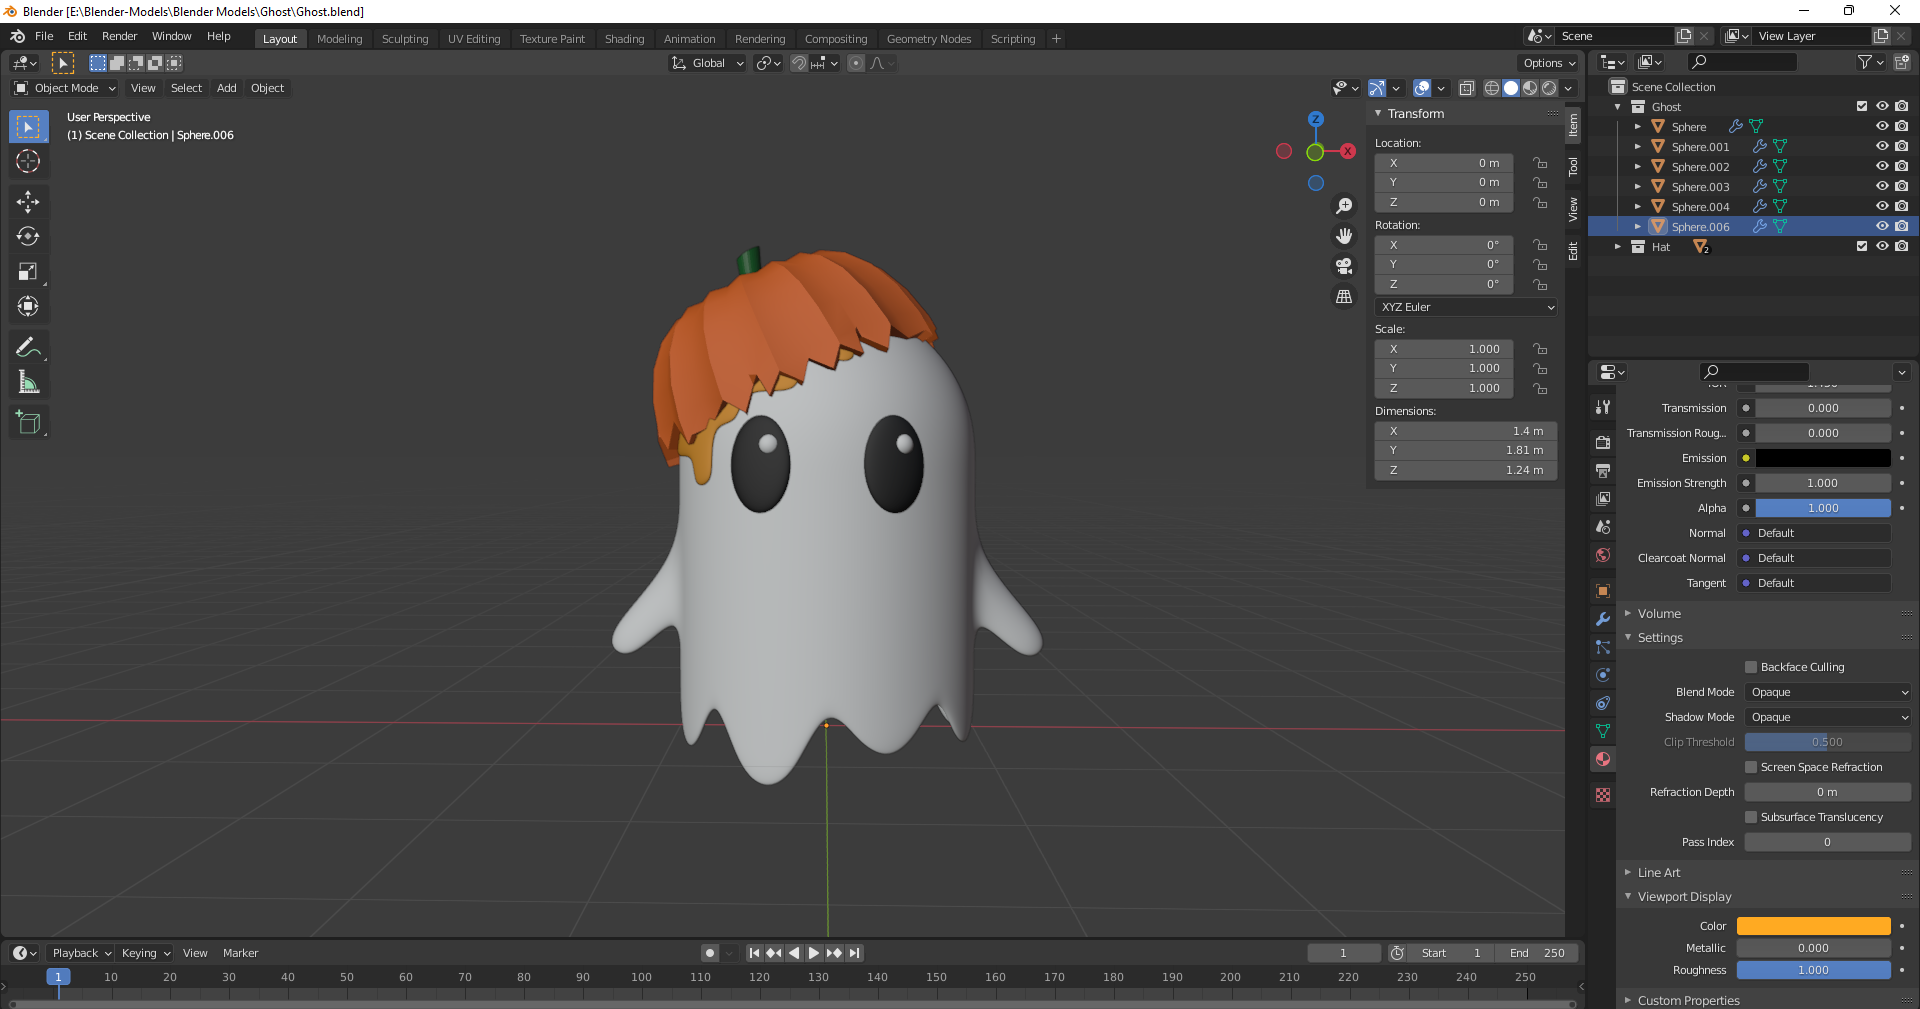 Blender [E:\Blender-Models\Blender Models\Ghost\Ghost.blend]
File Edit Render Window Help Layout Modeling Sculpting UV Editing Texture Paint Shading Animation Rendering Compositing Geometry Nodes Scripting + Scene View Layer
Global Options
Object Mode View Select Add Object
User Perspective
(1) Scene Collection | Sphere.006
Z
X
Transform
Location:
X 0 m
Y 0 m
Z 0 m
Rotation:
X 0°
Y 0°
Z 0°
XYZ Euler
Scale:
X 1.000
Y 1.000
Z 1.000
Dimensions:
X 1.4 m
Y 1.81 m
Z 1.24 m
Item
Tool
View
Edit
Scene Collection
Ghost
Sphere
Sphere.001
Sphere.002
Sphere.003
Sphere.004
Sphere.006
Hat 2
Transmission 0.000
Transmission Roug... 0.000
Emission
Emission Strength 1.000
Alpha 1.000
Normal Default
Clearcoat Normal Default
Tangent Default
Volume
Settings
Backface Culling
Blend Mode Opaque
Shadow Mode Opaque
Clip Threshold 0.500
Screen Space Refraction
Refraction Depth 0 m
Subsurface Translucency
Pass Index 0
Line Art
Viewport Display
Color
Metallic 0.000
Roughness 1.000
Custom Properties
Playback Keying View Marker 1 Start 1 End 250
1 10 20 30 40 50 60 70 80 90 100 110 120 130 140 150 160 170 180 190 200 210 220 230 240 250